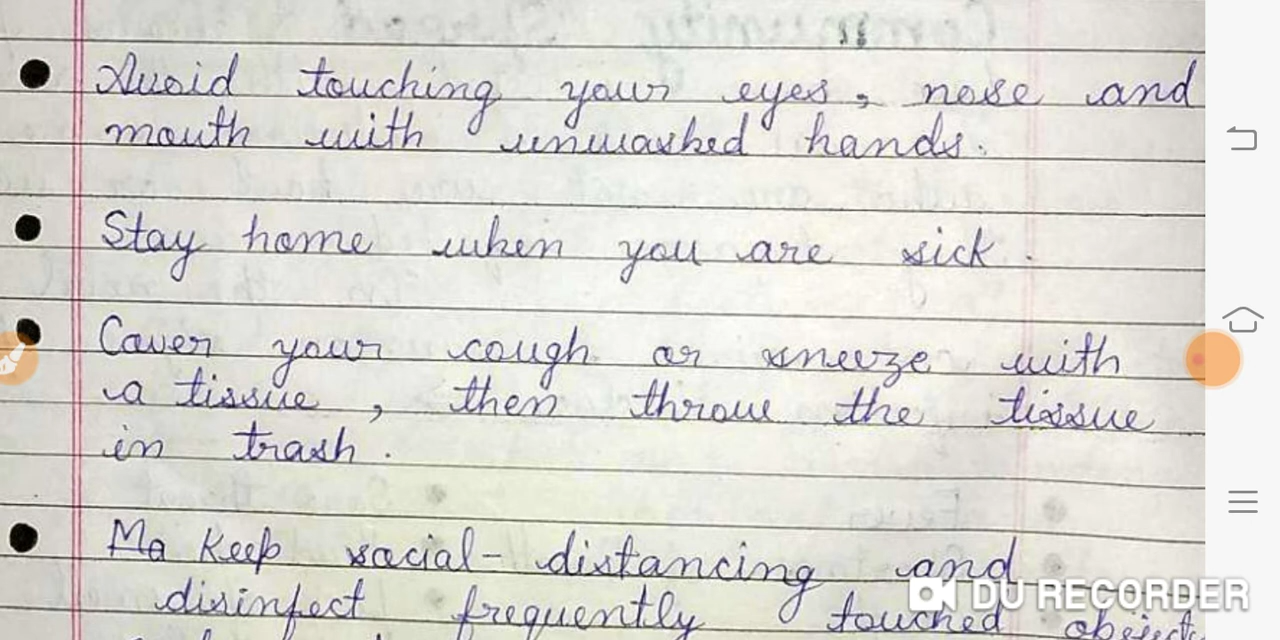 Avoid touching your eyes, nose and
mouth with unwashed hands.
Stay home when you are sick.
Cover your cough or sneeze with
a tissue, then throw the tissue
in trash.
Ma Keep social-distancing and
disinfect frequently touched object
DU RECORDER